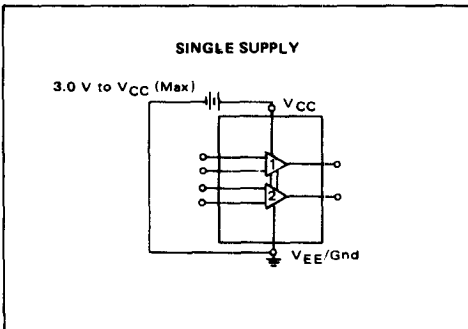 SINGLE SUPPLY
3.0 V to VCC (Max)
VCC
1
2
VEE/Gnd